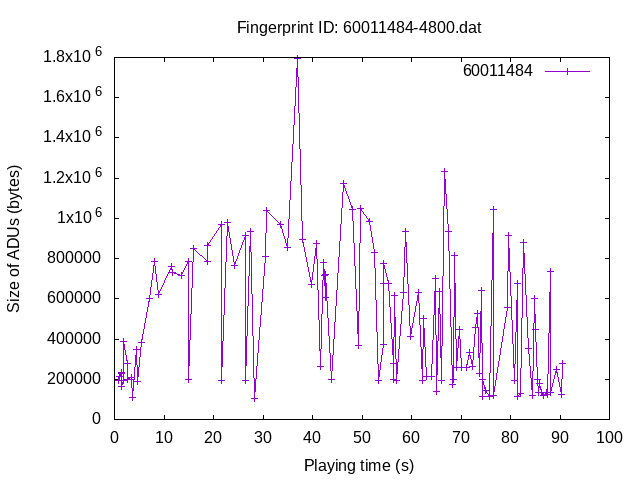 Fingerprint ID: 60011484-4800.dat
60011484
1.8x10^6
1.6x10^6
1.4x10^6
1.2x10^6
1x10^6
800000
600000
400000
200000
0
Size of ADUs (bytes)
0 10 20 30 40 50 60 70 80 90 100
Playing time (s)